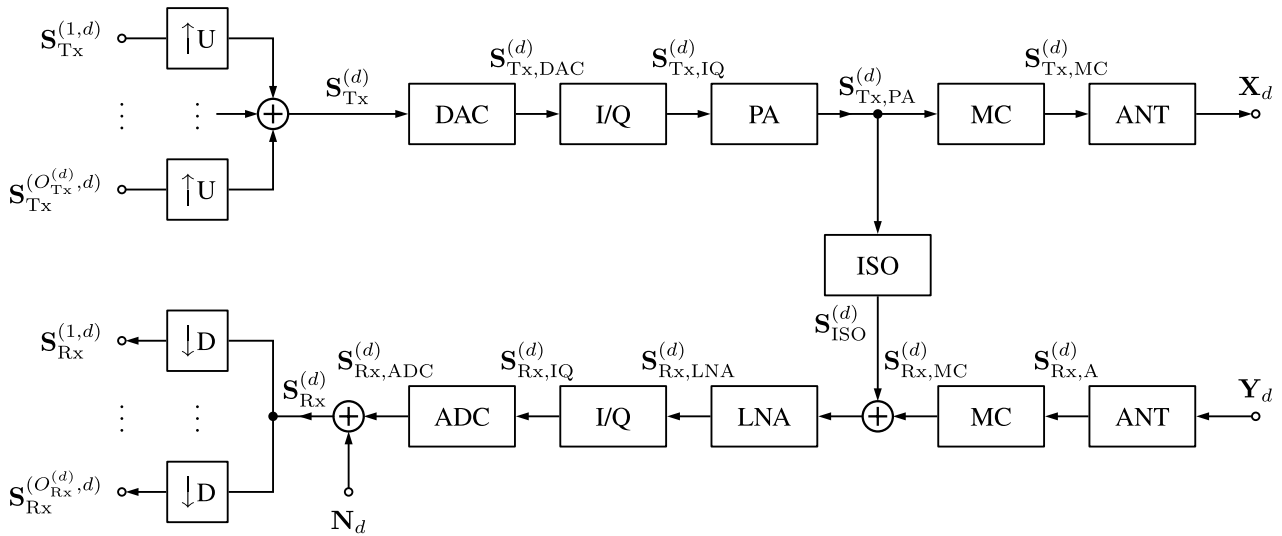 S_Tx^(1,d) ↑U
S_Tx^(d) DAC S_Tx,DAC^(d) I/Q S_Tx,IQ^(d) PA S_Tx,PA^(d) MC S_Tx,MC^(d) ANT X_d
⋮ ⋮ +
S_Tx^(O_Tx^(d),d) ↑U
ISO
S_ISO^(d)
S_Rx^(1,d) ↓D
S_Rx^(d) S_Rx,ADC^(d) ADC S_Rx,IQ^(d) I/Q S_Rx,LNA^(d) LNA + S_Rx,MC^(d) MC S_Rx,A^(d) ANT Y_d
⋮ ⋮ +
S_Rx^(O_Rx^(d),d) ↓D
N_d